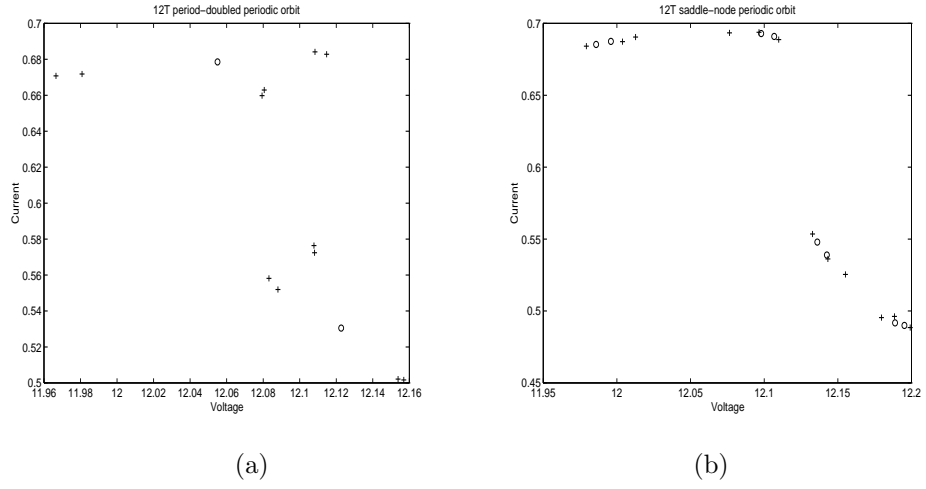 12T period−doubled periodic orbit
0.7
0.68
0.66
0.64
0.62
0.6
0.58
0.56
0.54
0.52
0.5
Current
11.96 11.98 12 12.02 12.04 12.06 12.08 12.1 12.12 12.14 12.16
Voltage
(a)
12T saddle−node periodic orbit
0.7
0.65
0.6
0.55
0.5
0.45
Current
11.95 12 12.05 12.1 12.15 12.2
Voltage
(b)